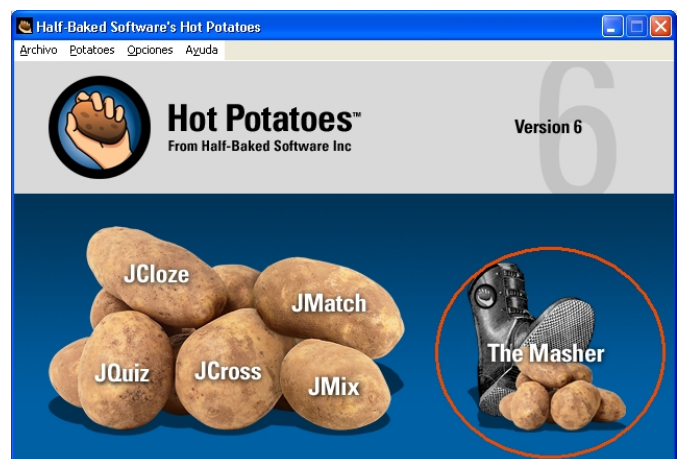 Half-Baked Software's Hot Potatoes
Archivo Potatoes Opciones Ayuda
Hot Potatoes™
From Half-Baked Software Inc
Version 6
6
JCloze
JMatch
JQuiz
JCross
JMix
The Masher